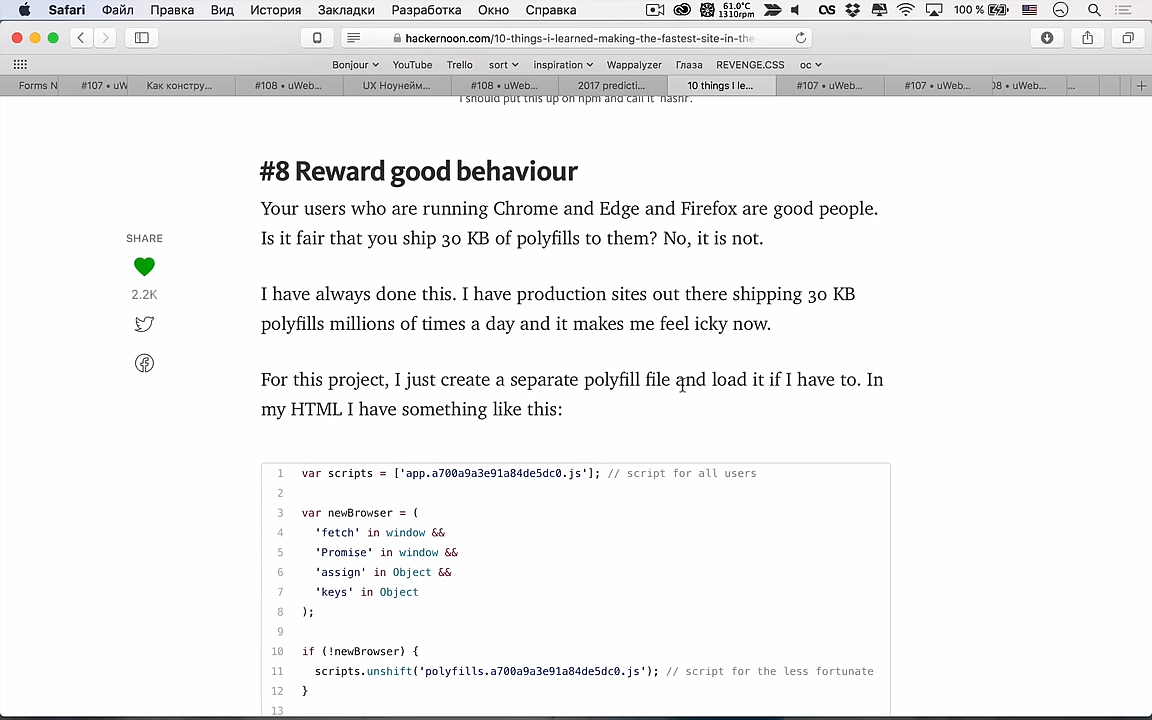 Safari Файл Правка Вид История Закладки Разработка Окно Справка 61.0°C 1310rpm 100 %
hackernoon.com/10-things-i-learned-making-the-fastest-site-in-the-
Bonjour YouTube Trello sort inspiration Wappalyzer Глаза REVENGE.CSS oc
Forms N #107 • uW Как констру... #108 • uWeb... UX Ноунейм... #108 • uWeb... 2017 predicti... 10 things I le... #107 • uWeb... #107 • uWeb... 08 • uWeb... ...
I should put this up on npm and call it 'hashr'.
#8 Reward good behaviour
Your users who are running Chrome and Edge and Firefox are good people.
Is it fair that you ship 30 KB of polyfills to them? No, it is not.
SHARE
2.2K
I have always done this. I have production sites out there shipping 30 KB
polyfills millions of times a day and it makes me feel icky now.
For this project, I just create a separate polyfill file and load it if I have to. In
my HTML I have something like this:
1 var scripts = ['app.a700a9a3e91a84de5dc0.js']; // script for all users
2
3 var newBrowser = (
4 'fetch' in window &&
5 'Promise' in window &&
6 'assign' in Object &&
7 'keys' in Object
8 );
9
10 if (!newBrowser) {
11 scripts.unshift('polyfills.a700a9a3e91a84de5dc0.js'); // script for the less fortunate
12 }
13